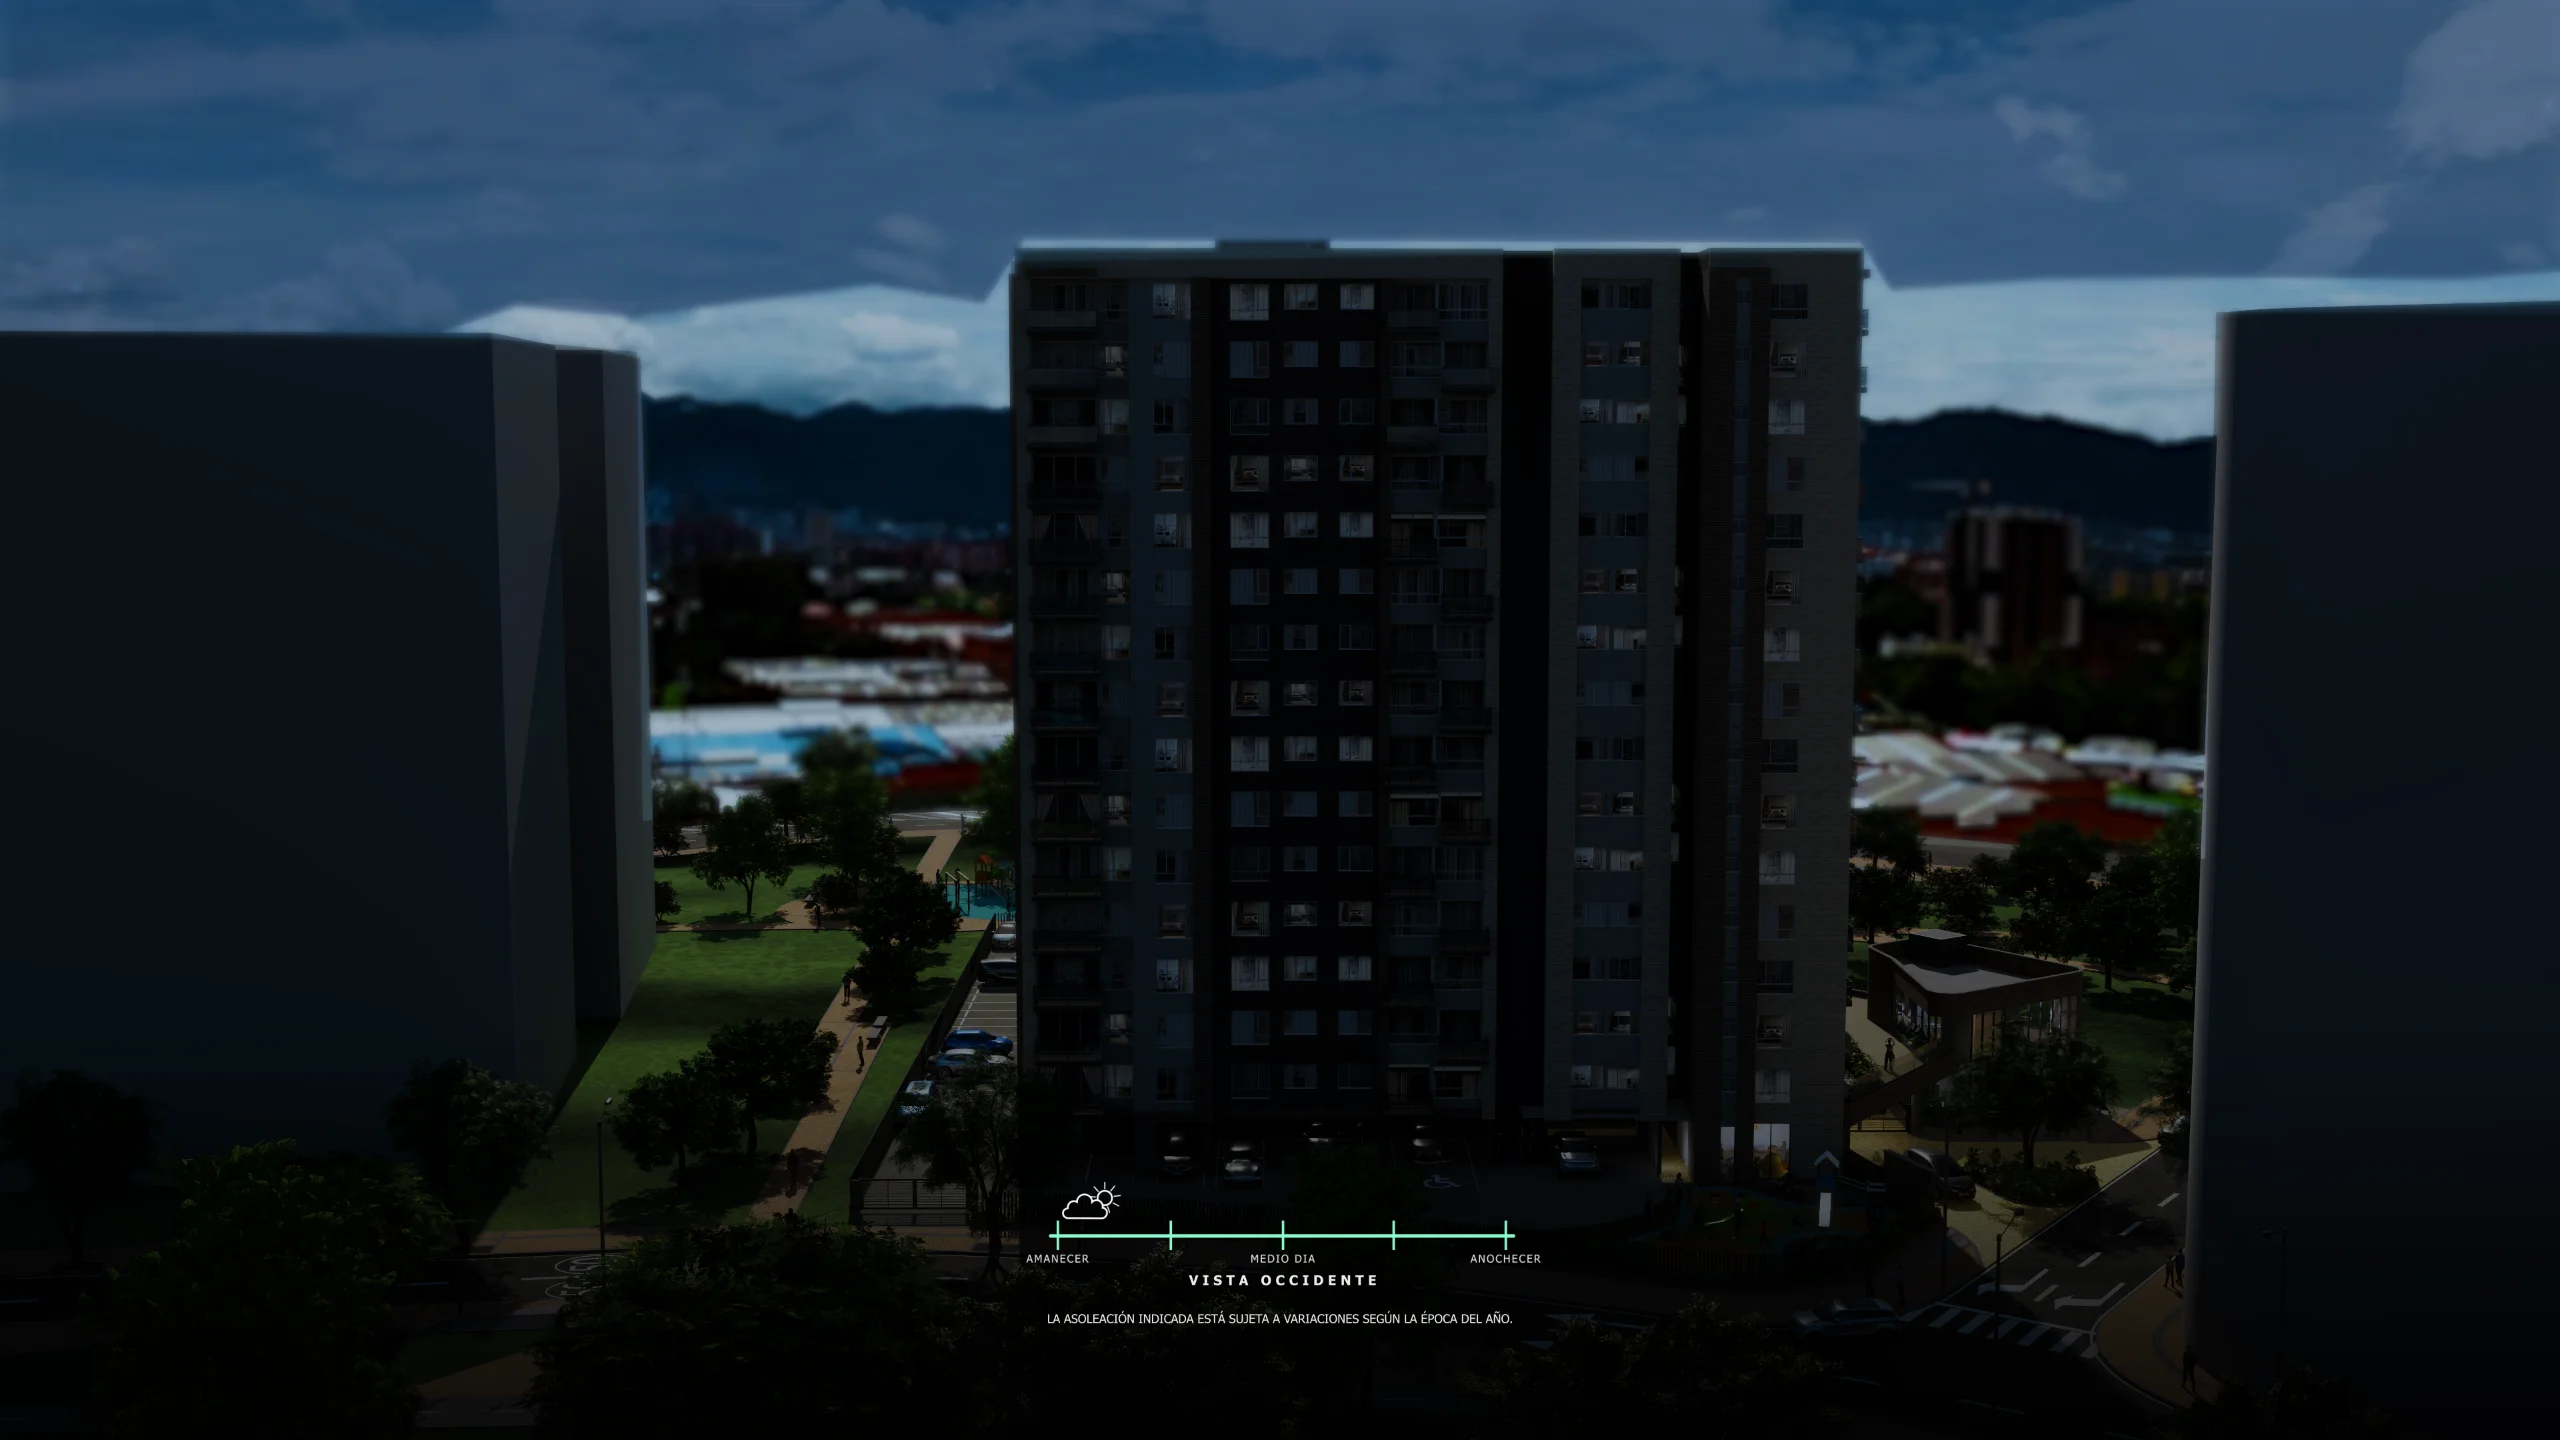 AMANECER MEDIO DIA ANOCHECER
VISTA OCCIDENTE
LA ASOLEACIÓN INDICADA ESTÁ SUJETA A VARIACIONES SEGÚN LA ÉPOCA DEL AÑO.